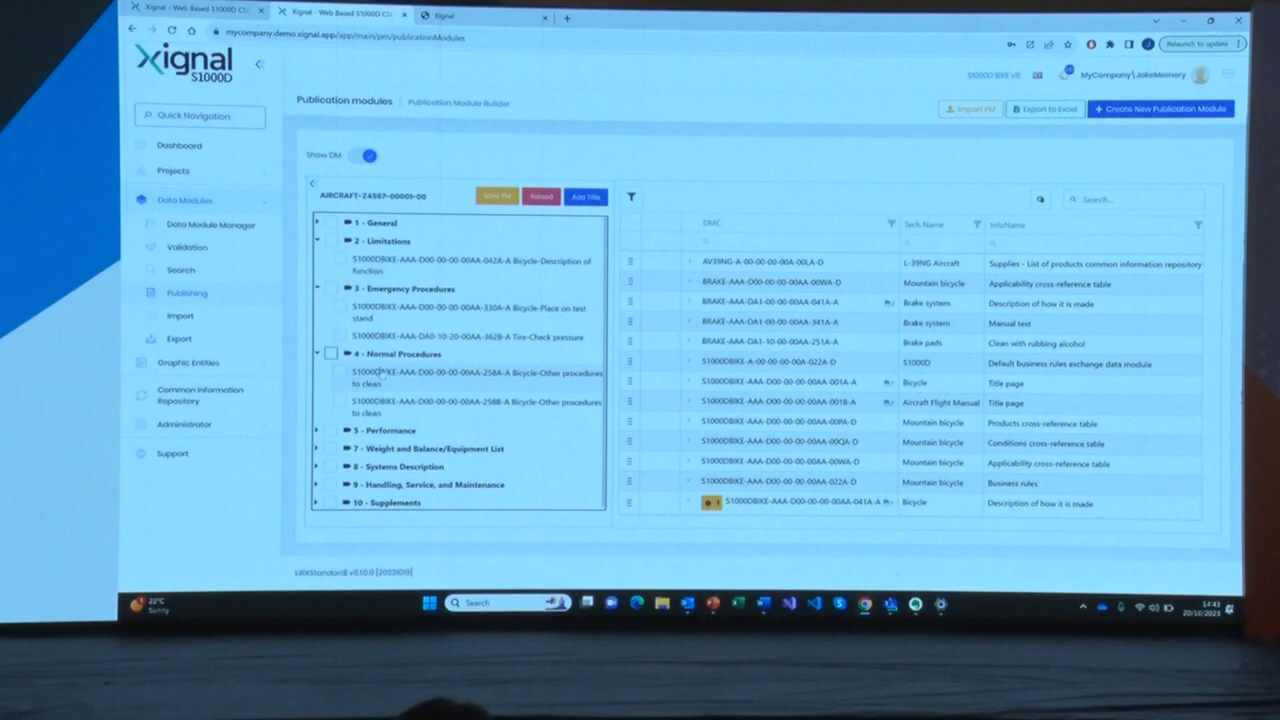 Xignal - Web Based S1000D CS
Xignal - Web Based S1000D CS
Xignal
mycompany.demo.xignal.app/app/main/pm/publicationModules
Relaunch to update
Xignal
S1000D
S1000D BIKE v8
MyCompany\JakeMemery
Publication modules
Publication Module Builder
Import PM
Export to Excel
+ Create New Publication Module
Quick Navigation
Dashboard
Projects
Data Modules
Data Module Manager
Validation
Search
Publishing
Import
Export
Graphic Entities
Common Information
Repository
Administrator
Support
Show DM
AIRCRAFT-Z4567-00001-00
Save PM
Reload
Add Title
1 - General
2 - Limitations
S1000DBIKE-AAA-D00-00-00-00AA-042A-A Bicycle-Description of
function
3 - Emergency Procedures
S1000DBIKE-AAA-D00-00-00-00AA-330A-A Bicycle-Place on test
stand
S1000DBIKE-AAA-DA0-10-20-00AA-362B-A Tire-Check pressure
4 - Normal Procedures
S1000DBIKE-AAA-D00-00-00-00AA-258A-A Bicycle-Other procedures
to clean
S1000DBIKE-AAA-D00-00-00-00AA-258B-A Bicycle-Other procedures
to clean
5 - Performance
7 - Weight and Balance/Equipment List
8 - Systems Description
9 - Handling, Service, and Maintenance
10 - Supplements
Search...
DMC Tech Name InfoName
AV39NG-A-00-00-00-00A-00LA-D L-39NG Aircraft Supplies - List of products common information repository
BRAKE-AAA-D00-00-00-00AA-00WA-D Mountain bicycle Applicability cross-reference table
BRAKE-AAA-DA1-00-00-00AA-041A-A Brake system Description of how it is made
BRAKE-AAA-DA1-00-00-00AA-341A-A Brake system Manual test
BRAKE-AAA-DA1-10-00-00AA-251A-A Brake pads Clean with rubbing alcohol
S1000DBIKE-A-00-00-00-00A-022A-D S1000D Default business rules exchange data module
S1000DBIKE-AAA-D00-00-00-00AA-001A-A Bicycle Title page
S1000DBIKE-AAA-D00-00-00-00AA-001B-A Aircraft Flight Manual Title page
S1000DBIKE-AAA-D00-00-00-00AA-00PA-D Mountain bicycle Products cross-reference table
S1000DBIKE-AAA-D00-00-00-00AA-00QA-D Mountain bicycle Conditions cross-reference table
S1000DBIKE-AAA-D00-00-00-00AA-00WA-D Mountain bicycle Applicability cross-reference table
S1000DBIKE-AAA-D00-00-00-00AA-022A-D Mountain bicycle Business rules
1 S1000DBIKE-AAA-D00-00-00-00AA-041A-A Bicycle Description of how it is made
22°C
Sunny
Search
14:43
20/10/2023